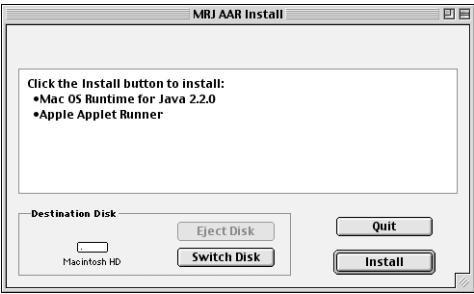 MRJ AAR Install
Click the Install button to install:
•Mac OS Runtime for Java 2.2.0
•Apple Applet Runner
Destination Disk
Eject Disk
Quit
Macintosh HD
Switch Disk
Install